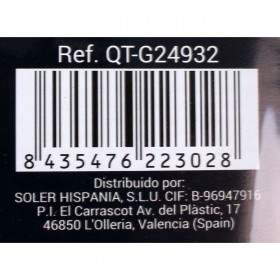 Ref. QT-G24932
8 435476 223028
Distribuido por:
SOLER HISPANIA, S.L.U. CIF: B-96947916
P.I. El Carrascot Av. del Plàstic, 17
46850 L'Olleria, Valencia (Spain)